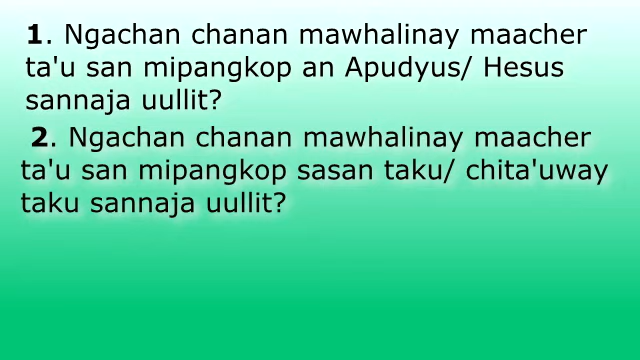 1. Ngachan chanan mawhalinay maacher
ta'u san mipangkop an Apudyus/ Hesus
sannaja uullit?
2. Ngachan chanan mawhalinay maacher
ta'u san mipangkop sasan taku/ chita'uway
taku sannaja uullit?